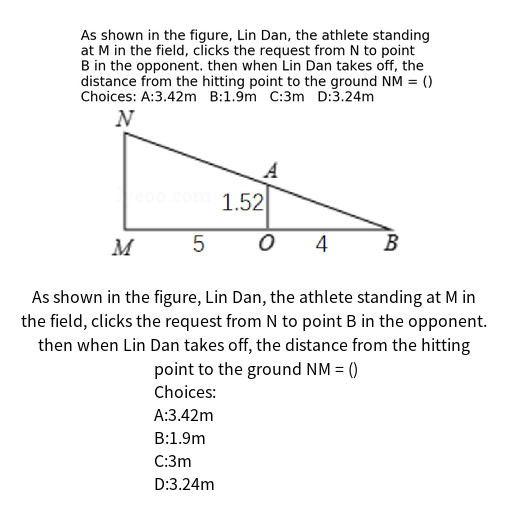 As shown in the figure, Lin Dan, the athlete standing
at M in the field, clicks the request from N to point
B in the opponent. then when Lin Dan takes off, the
distance from the hitting point to the ground NM = ()
Choices: A:3.42m B:1.9m C:3m D:3.24m
N
A
1.52
M 5 O 4 B
As shown in the figure, Lin Dan, the athlete standing at M in
the field, clicks the request from N to point B in the opponent.
then when Lin Dan takes off, the distance from the hitting
point to the ground NM = ()
Choices:
A:3.42m
B:1.9m
C:3m
D:3.24m